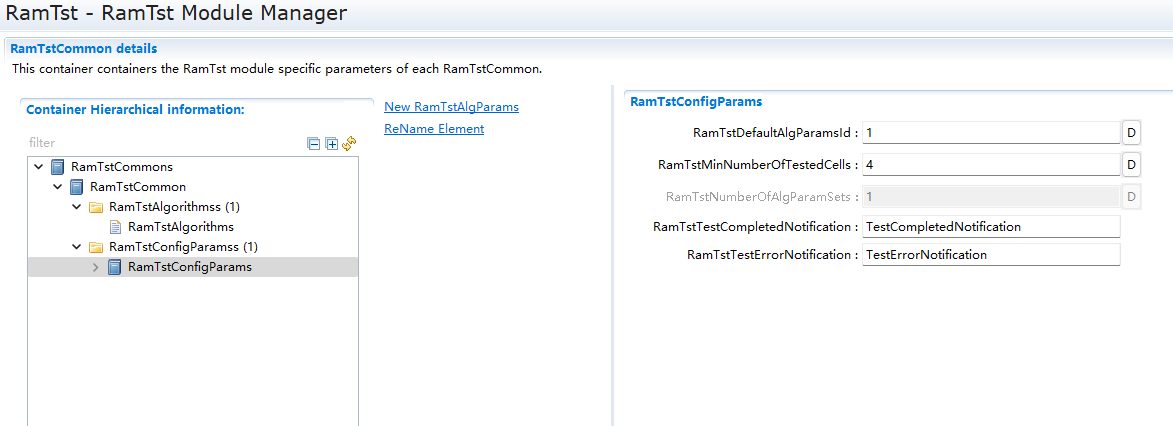 RamTst - RamTst Module Manager
RamTstCommon details
This container containers the RamTst module specific parameters of each RamTstCommon.
Container Hierarchical information:
filter
RamTstCommons
RamTstCommon
RamTstAlgorithmss (1)
RamTstAlgorithms
RamTstConfigParamss (1)
RamTstConfigParams
New RamTstAlgParams
ReName Element
RamTstConfigParams
RamTstDefaultAlgParamsId : 1 D
RamTstMinNumberOfTestedCells : 4 D
RamTstNumberOfAlgParamSets : 1 D
RamTstTestCompletedNotification : TestCompletedNotification
RamTstTestErrorNotification : TestErrorNotification